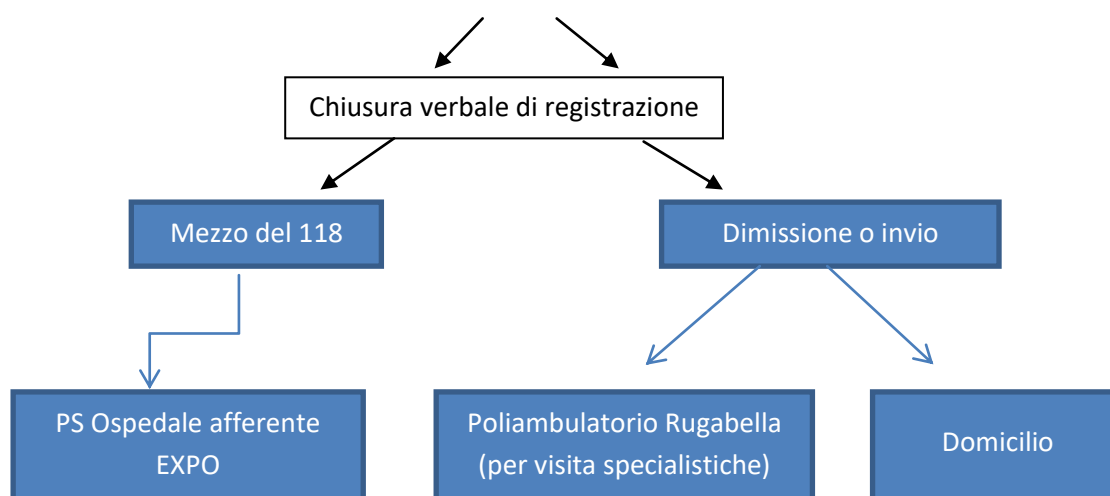 Chiusura verbale di registrazione
Mezzo del 118
Dimissione o invio
PS Ospedale afferente
EXPO
Poliambulatorio Rugabella
(per visita specialistiche)
Domicilio